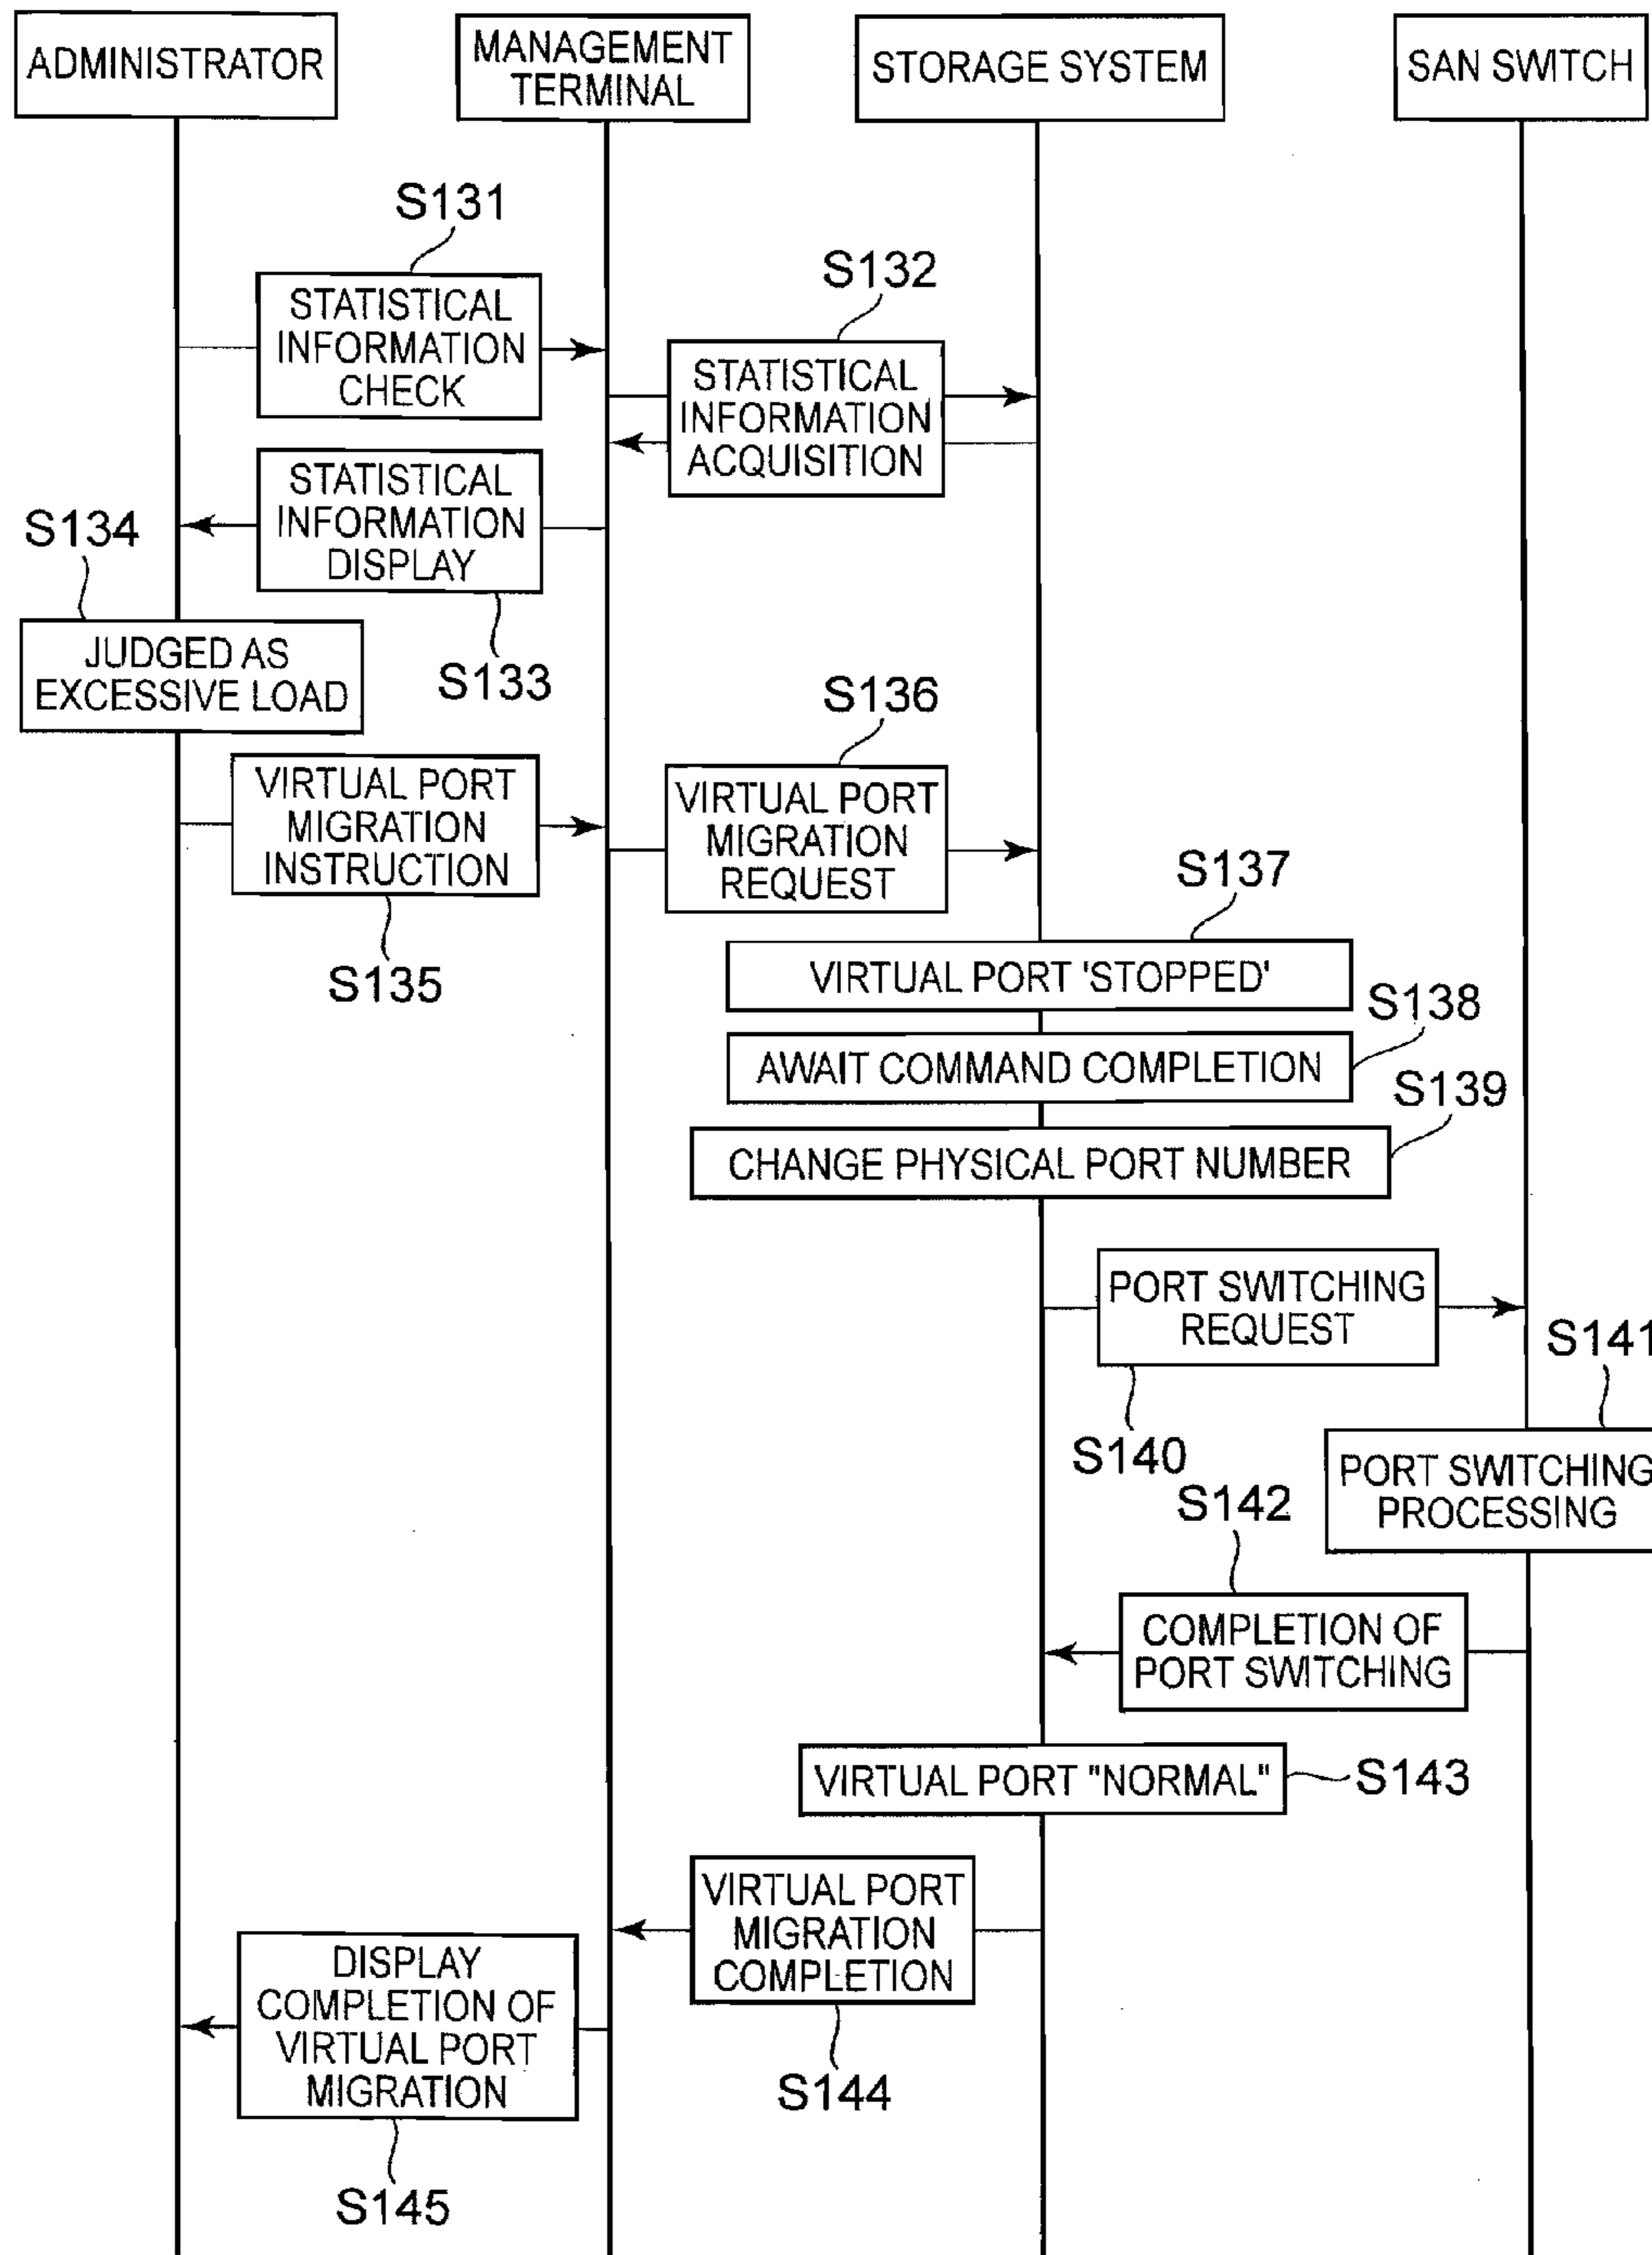 ADMINISTRATOR
MANAGEMENT
TERMINAL
STORAGE SYSTEM
SAN SWITCH
S131
STATISTICAL
INFORMATION
CHECK
S132
STATISTICAL
INFORMATION
ACQUISITION
STATISTICAL
INFORMATION
DISPLAY
S133
S134
JUDGED AS
EXCESSIVE LOAD
VIRTUAL PORT
MIGRATION
INSTRUCTION
S135
S136
VIRTUAL PORT
MIGRATION
REQUEST
S137
VIRTUAL PORT 'STOPPED'
S138
AWAIT COMMAND COMPLETION
S139
CHANGE PHYSICAL PORT NUMBER
PORT SWITCHING
REQUEST
S140
S141
PORT SWITCHING
PROCESSING
S142
COMPLETION OF
PORT SWITCHING
VIRTUAL PORT "NORMAL"
S143
VIRTUAL PORT
MIGRATION
COMPLETION
S144
DISPLAY
COMPLETION OF
VIRTUAL PORT
MIGRATION
S145